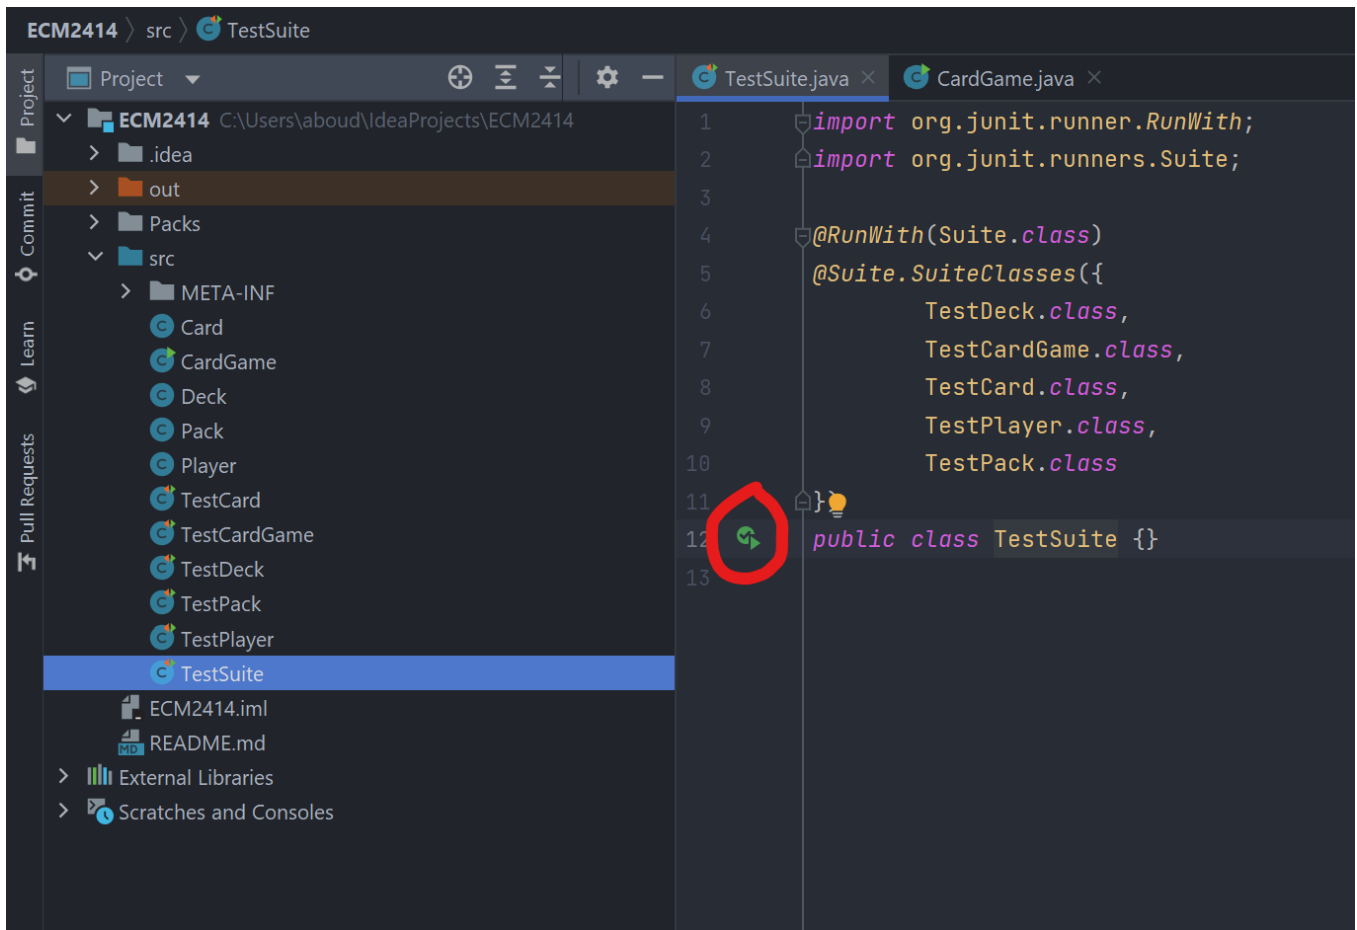 ECM2414 src TestSuite
Project
Commit
Learn
Pull Requests
Project
ECM2414 C:\Users\aboud\IdeaProjects\ECM2414
.idea
out
Packs
src
META-INF
C Card
C CardGame
C Deck
C Pack
C Player
C TestCard
C TestCardGame
C TestDeck
C TestPack
C TestPlayer
C TestSuite
ECM2414.iml
MD README.md
External Libraries
Scratches and Consoles
C TestSuite.java C CardGame.java
1 import org.junit.runner.RunWith;
2 import org.junit.runners.Suite;
3
4 @RunWith(Suite.class)
5 @Suite.SuiteClasses({
6 TestDeck.class,
7 TestCardGame.class,
8 TestCard.class,
9 TestPlayer.class,
10 TestPack.class
11 })
12 public class TestSuite {}
13